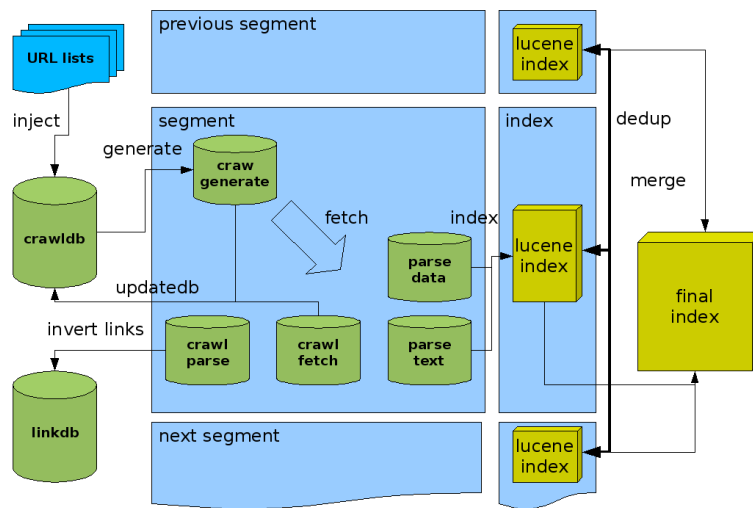 previous segment
lucene
index
URL lists
inject
segment
index
dedup
generate
craw
generate
merge
fetch
index
crawldb
lucene
index
parse
data
updatedb
final
index
invert links
crawl
parse
crawl
fetch
parse
text
linkdb
next segment
lucene
index